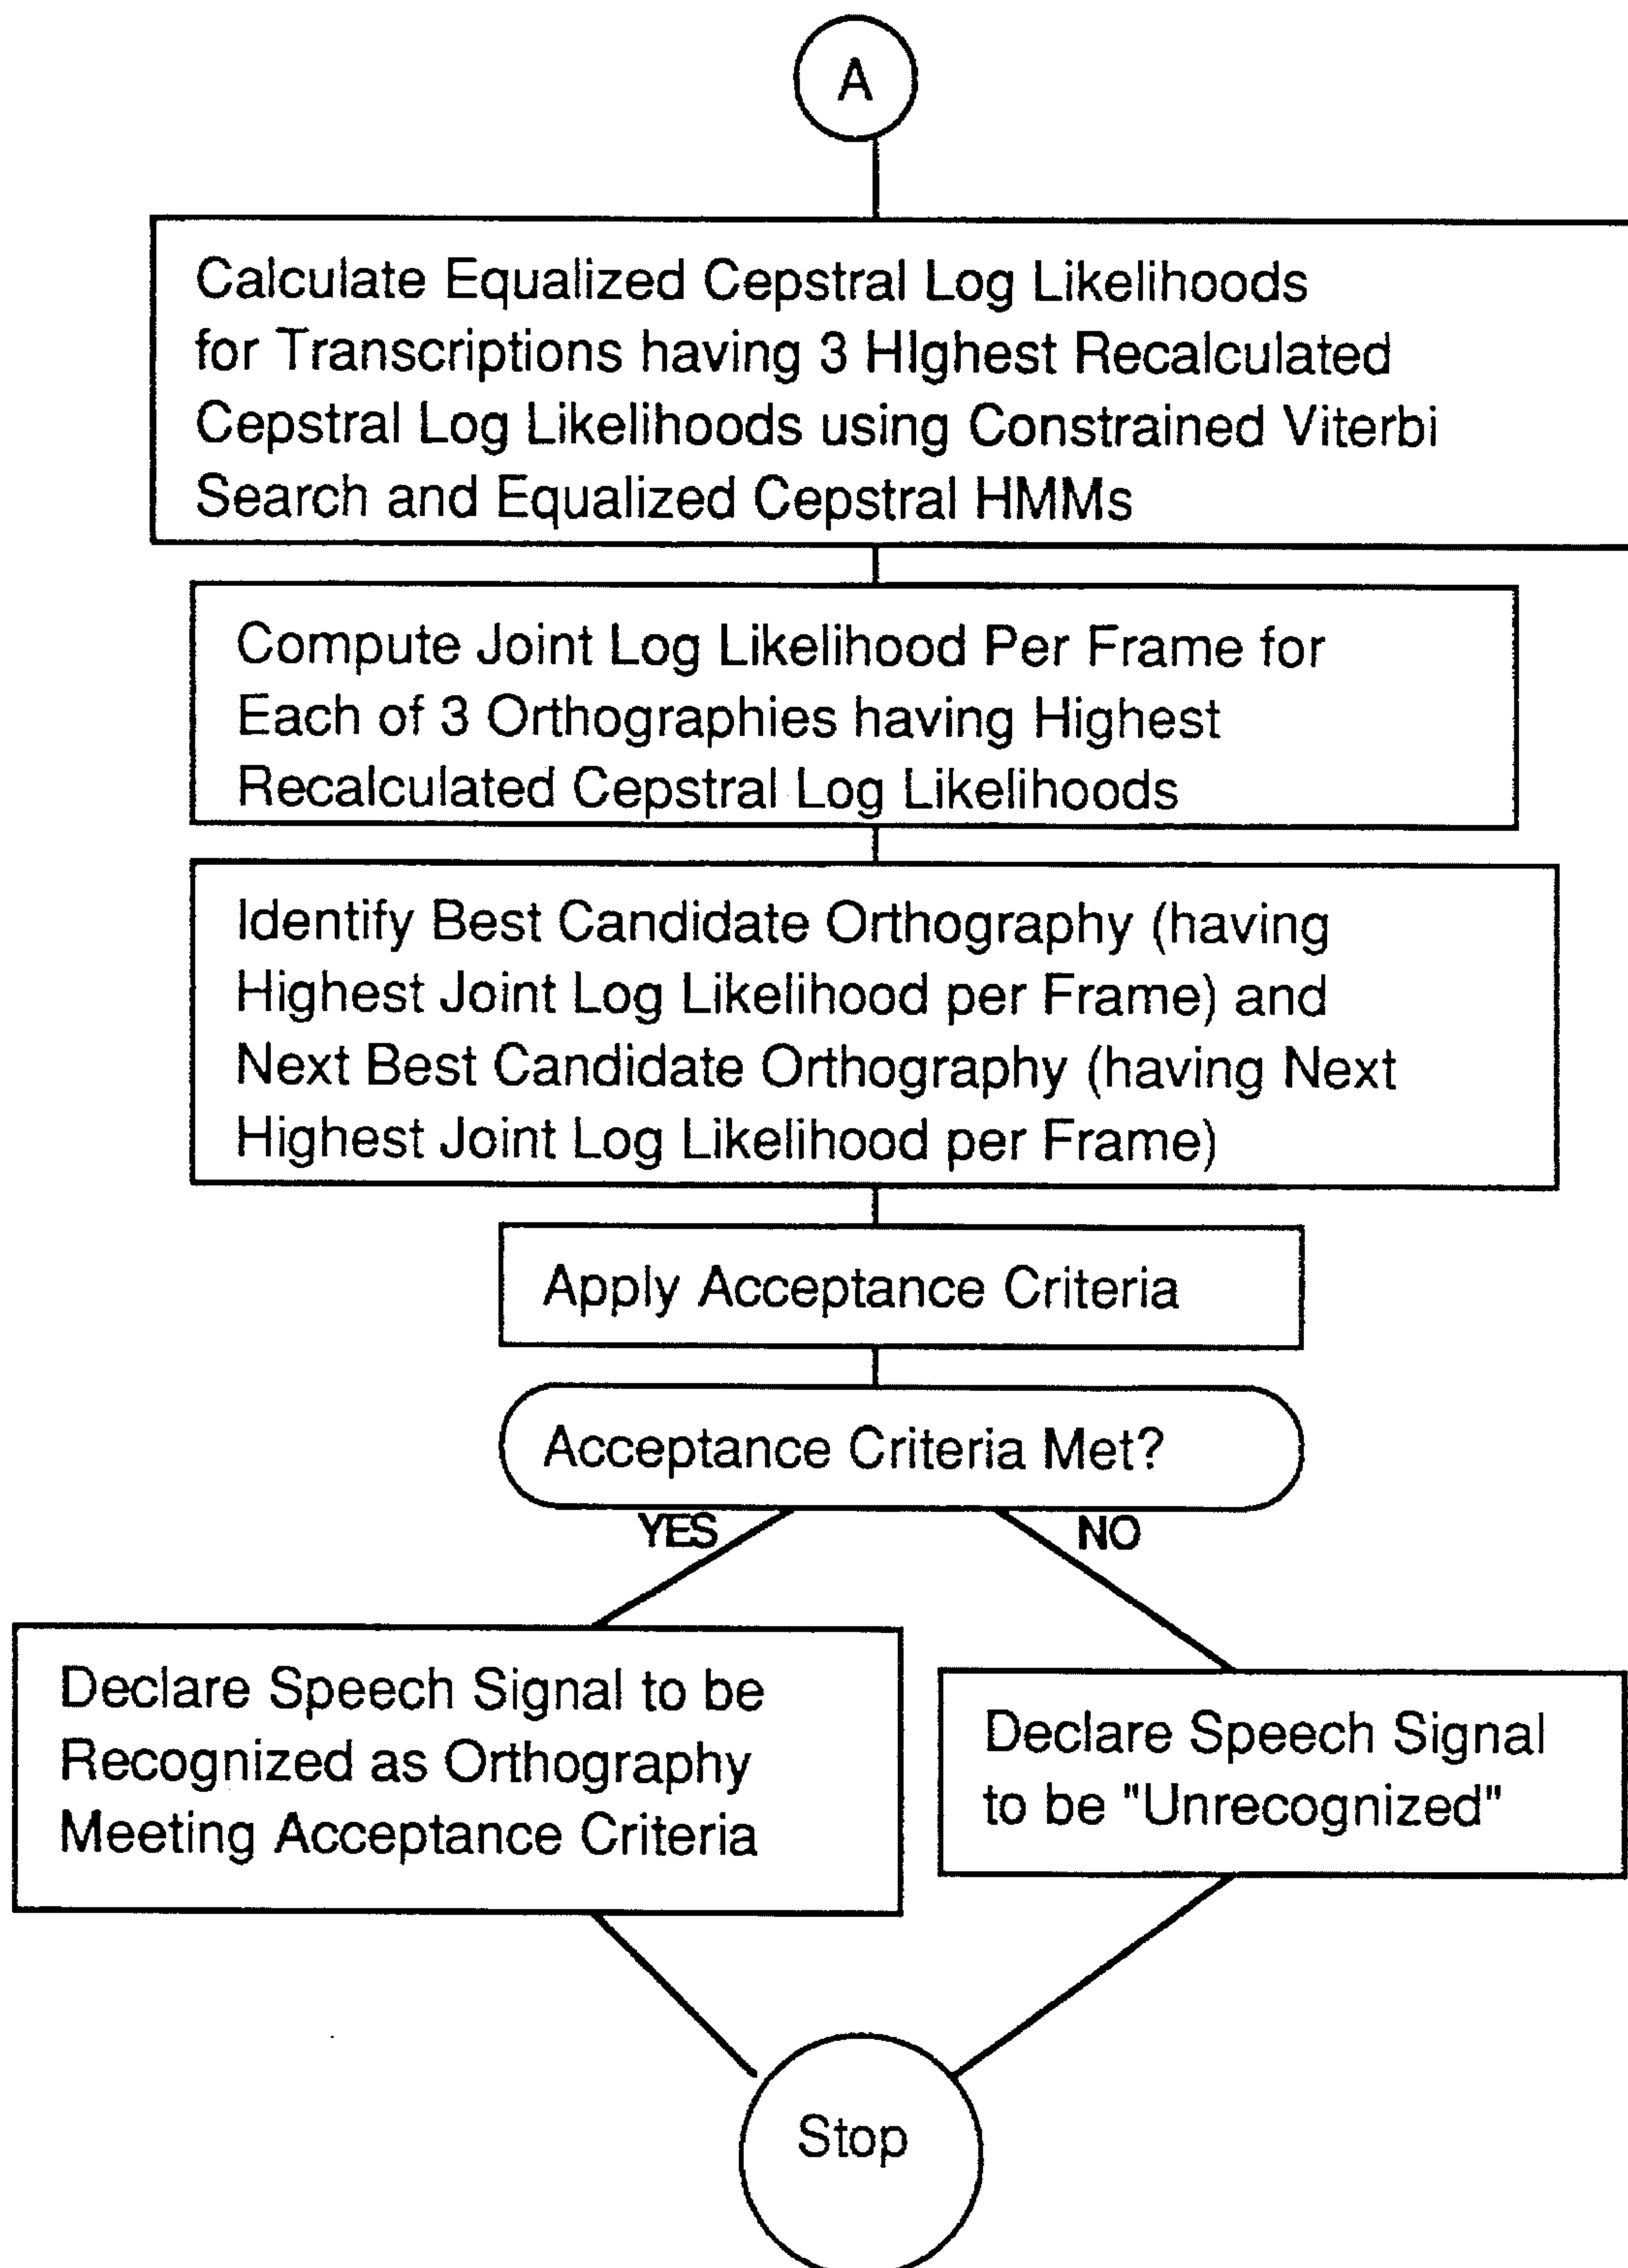 A
Calculate Equalized Cepstral Log Likelihoods
for Transcriptions having 3 HIghest Recalculated
Cepstral Log Likelihoods using Constrained Viterbi
Search and Equalized Cepstral HMMs
Compute Joint Log Likelihood Per Frame for
Each of 3 Orthographies having Highest
Recalculated Cepstral Log Likelihoods
Identify Best Candidate Orthography (having
Highest Joint Log Likelihood per Frame) and
Next Best Candidate Orthography (having Next
Highest Joint Log Likelihood per Frame)
Apply Acceptance Criteria
Acceptance Criteria Met?
YES
NO
Declare Speech Signal to be
Recognized as Orthography
Meeting Acceptance Criteria
Declare Speech Signal
to be "Unrecognized"
Stop